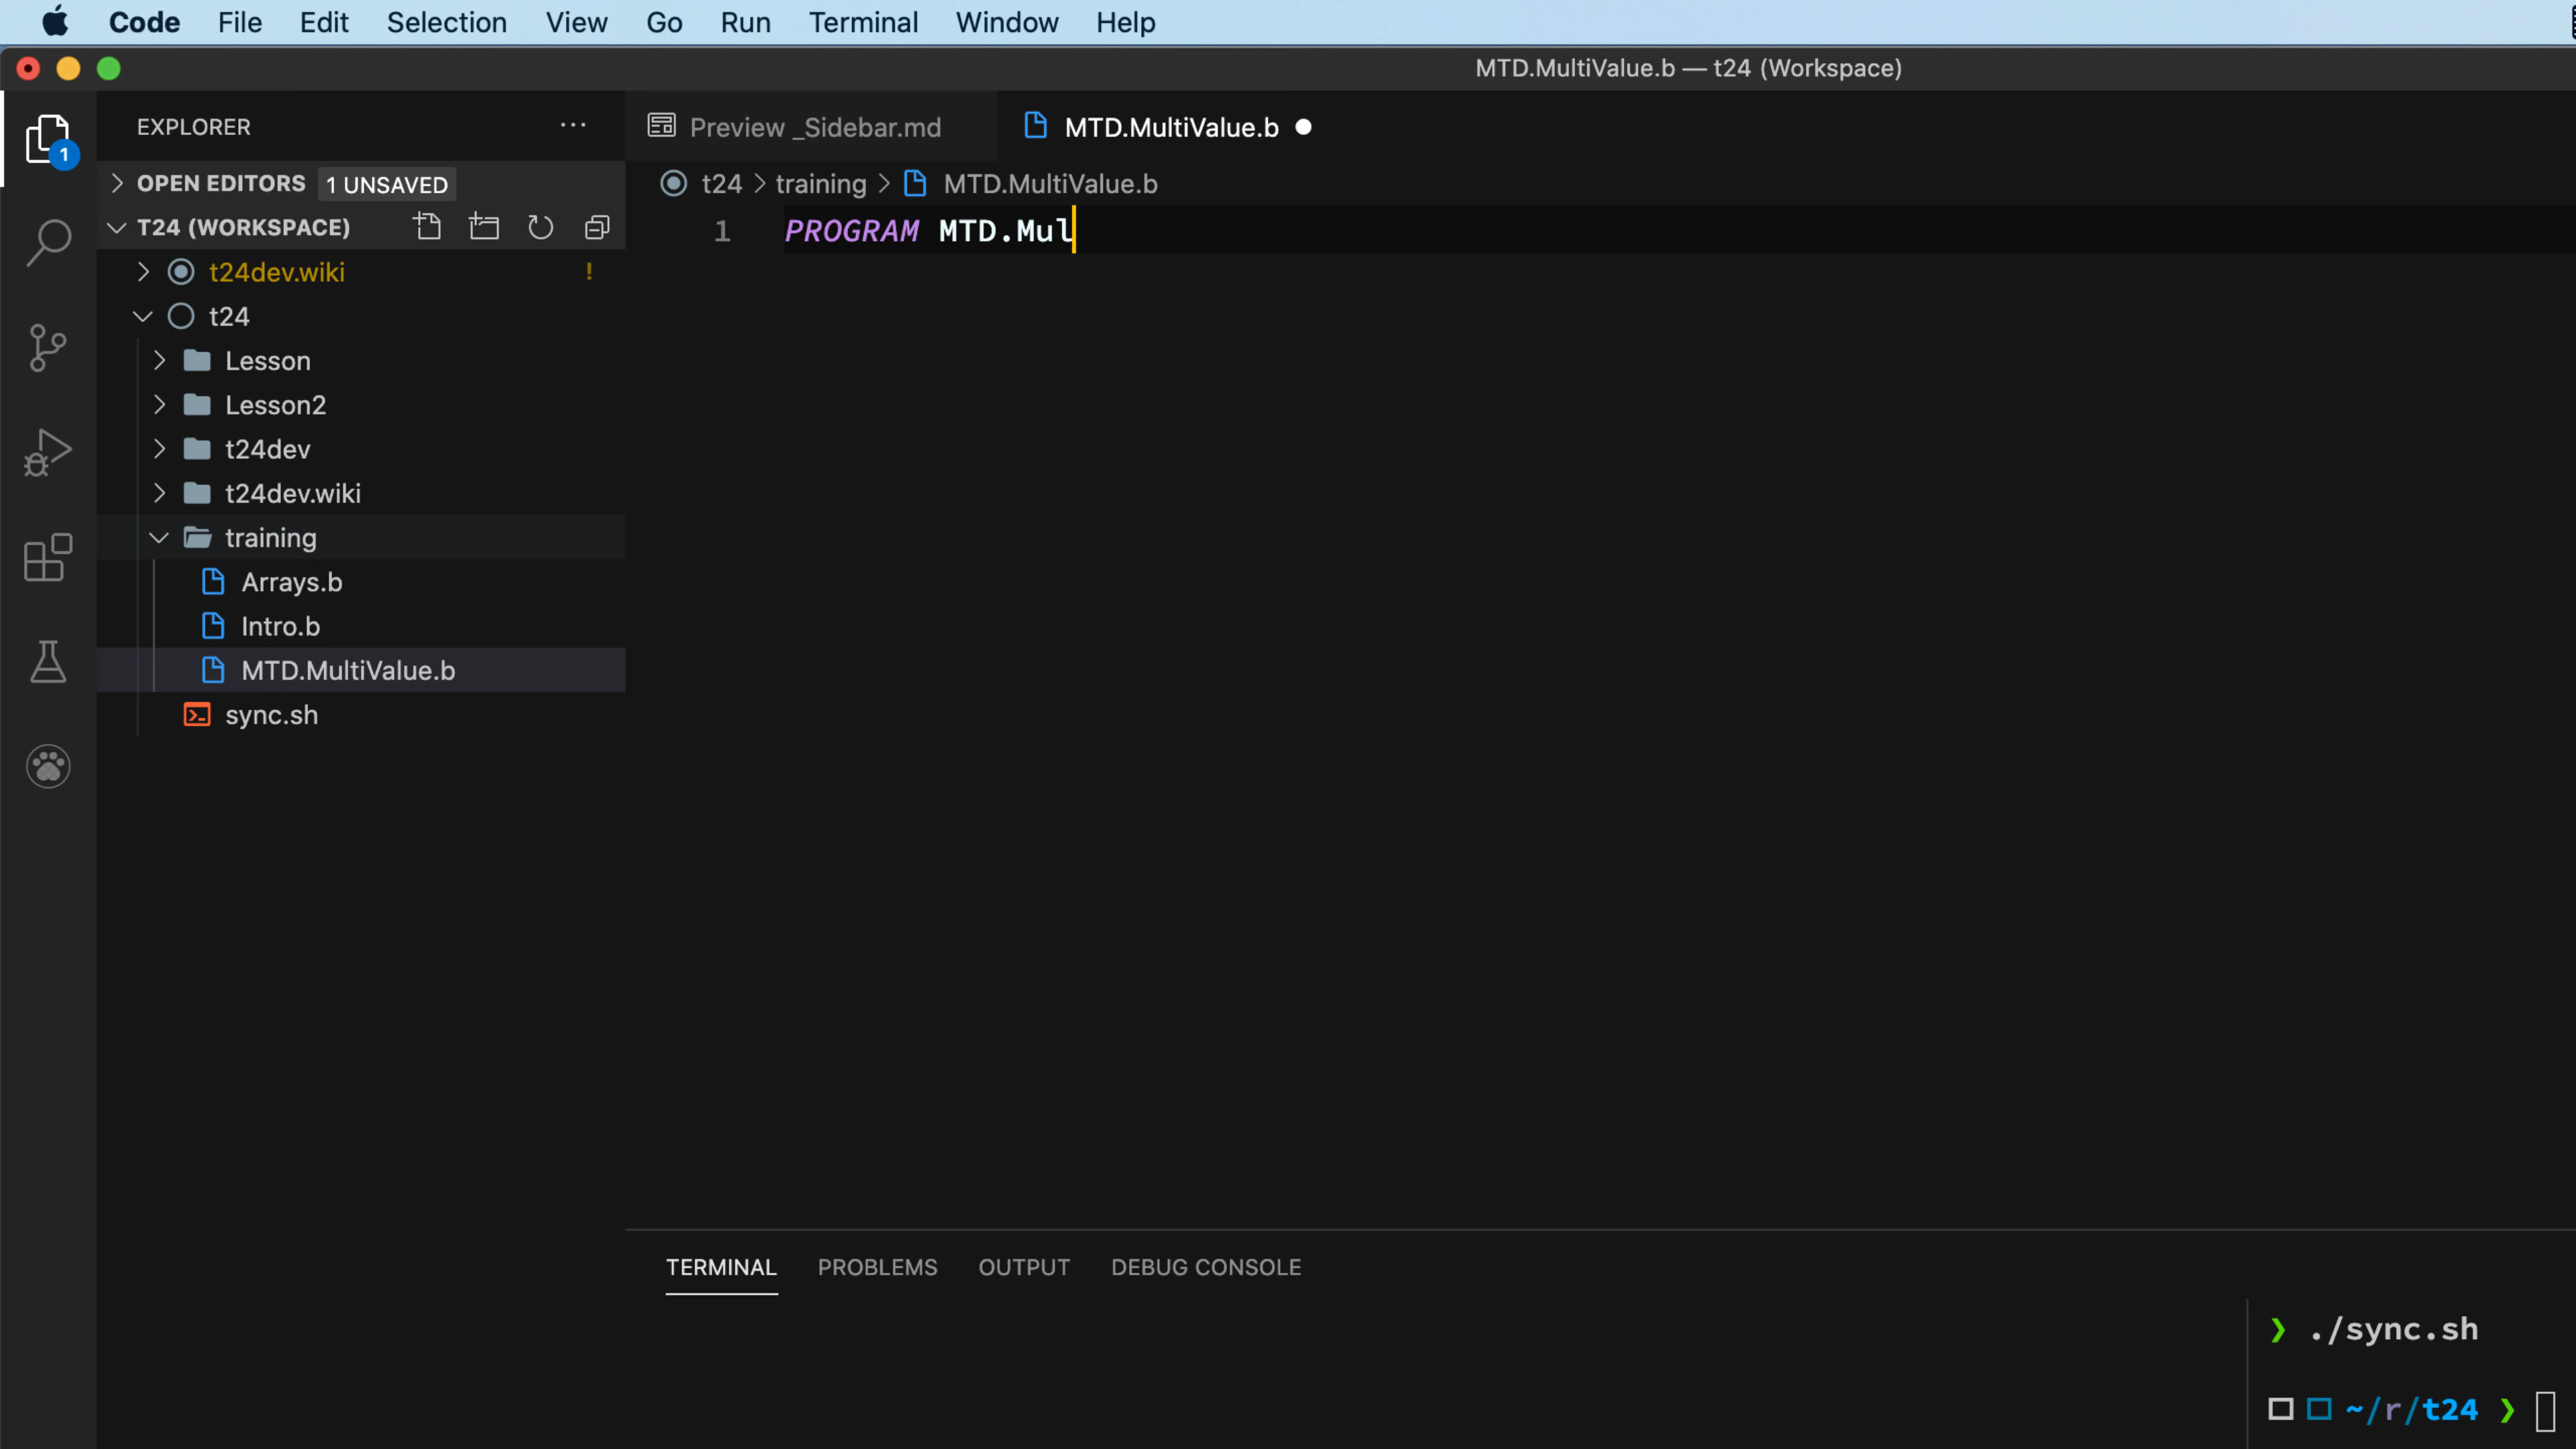 Code File Edit Selection View Go Run Terminal Window Help
MTD.MultiValue.b — t24 (Workspace)
EXPLORER ···
Preview _Sidebar.md
MTD.MultiValue.b
1
OPEN EDITORS 1 UNSAVED
T24 (WORKSPACE)
t24 > training > MTD.MultiValue.b
1 PROGRAM MTD.Mul
t24dev.wiki !
t24
Lesson
Lesson2
t24dev
t24dev.wiki
training
Arrays.b
Intro.b
MTD.MultiValue.b
sync.sh
TERMINAL PROBLEMS OUTPUT DEBUG CONSOLE
❯ ./sync.sh
~/r/t24 ❯